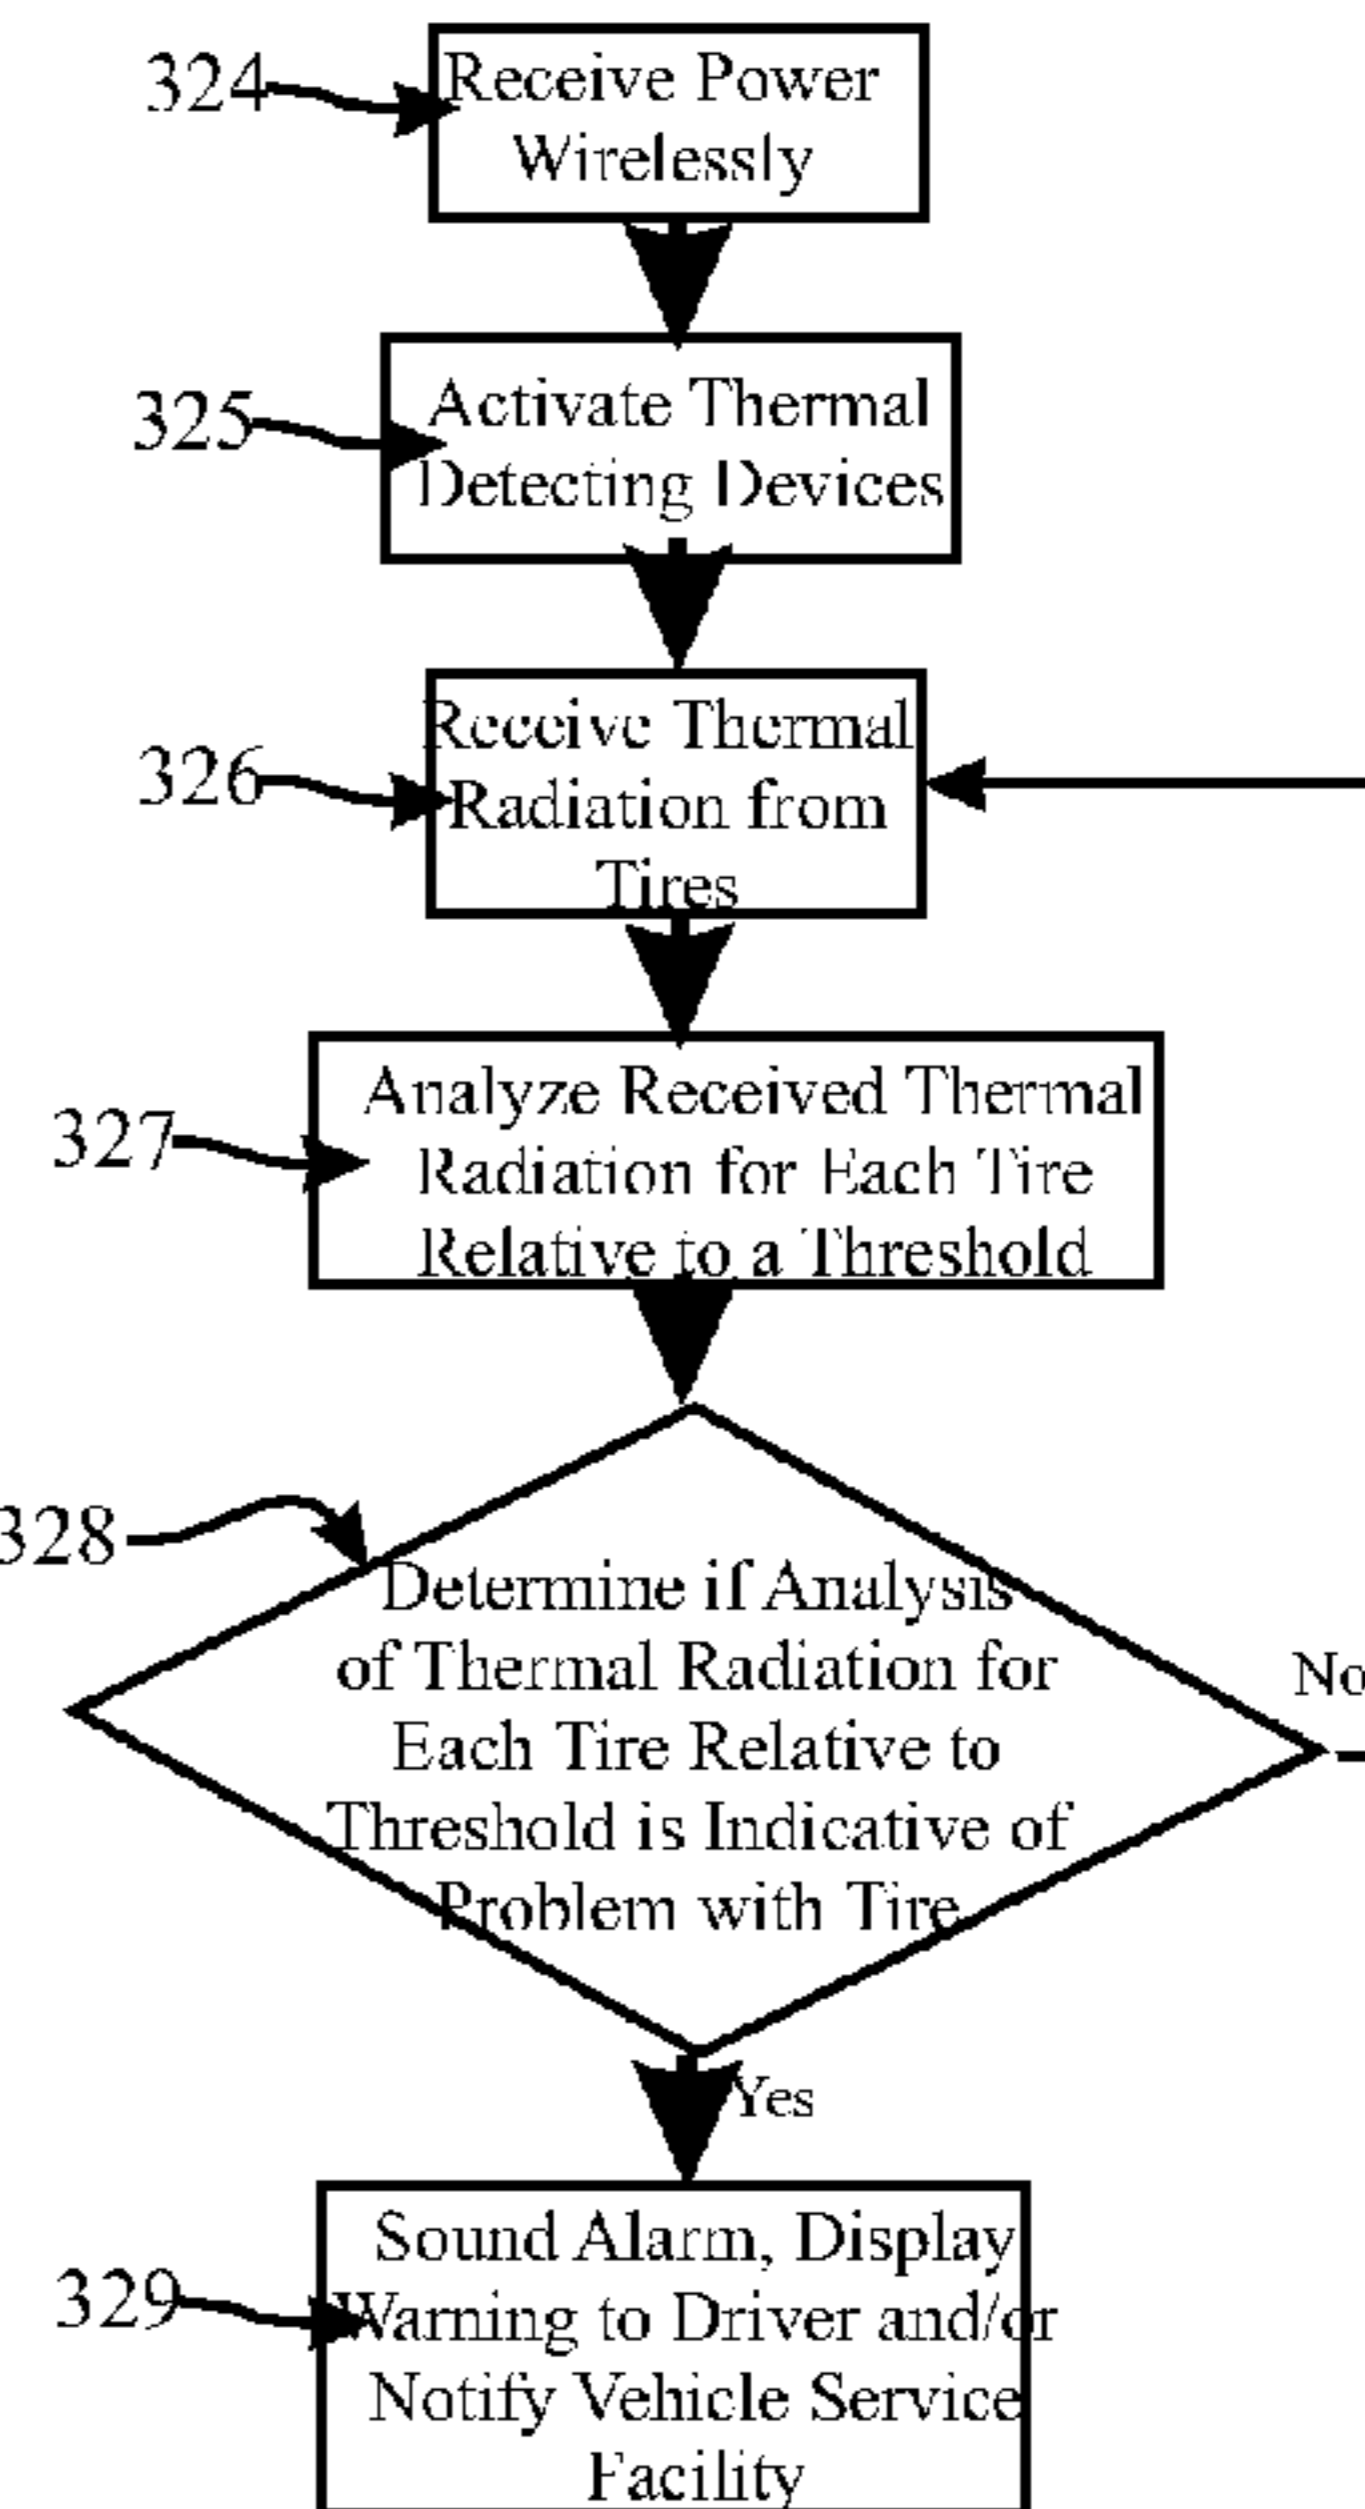 324
Receive Power
Wirelessly
325
Activate Thermal
Detecting Devices
326
Receive Thermal
Radiation from
Tires
327
Analyze Received Thermal
Radiation for Each Tire
Relative to a Threshold
328
Determine if Analysis
of Thermal Radiation for
Each Tire Relative to
Threshold is Indicative of
Problem with Tire
No
Yes
329
Sound Alarm, Display
Warning to Driver and/or
Notify Vehicle Service
Facility